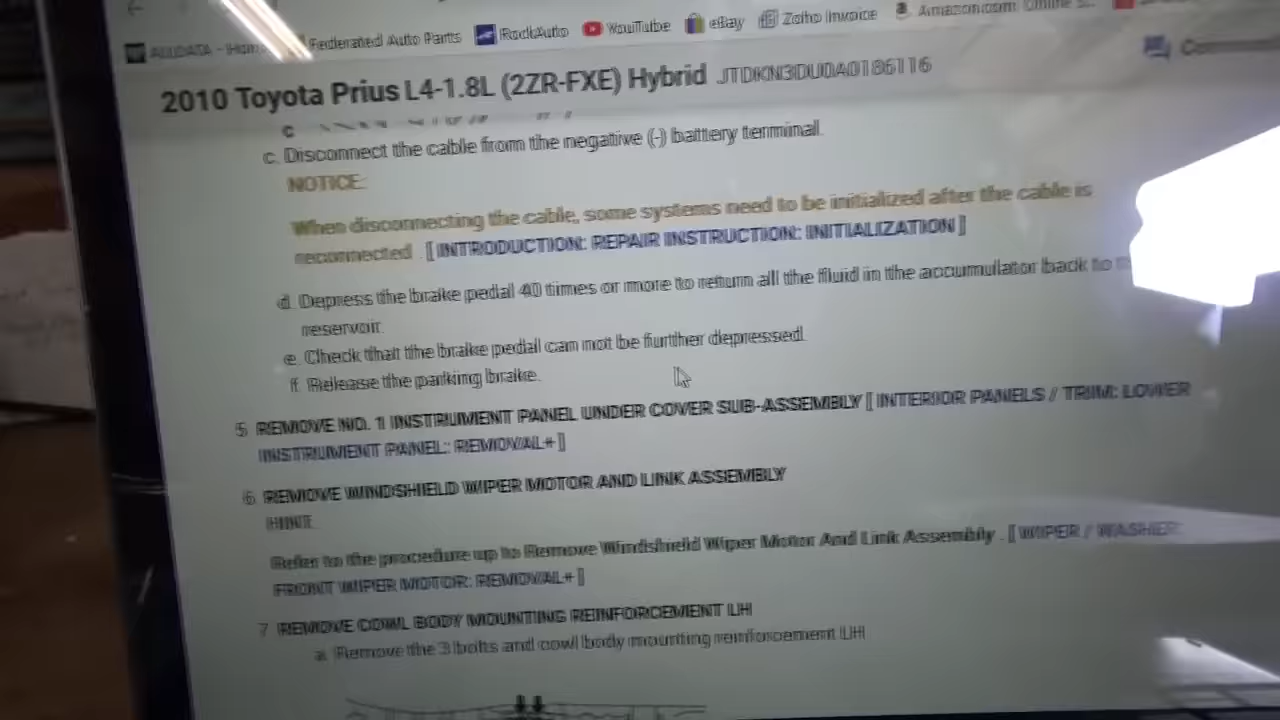 ALLDATA - Hom
Federated Auto Parts
RockAuto
YouTube
eBay
Zoho Invoice
Amazon.com: Online S...
2010 Toyota Prius L4-1.8L (2ZR-FXE) Hybrid JTDKN3DU0A0186116
c. Disconnect the cable from the negative (-) battery terminal.
NOTICE:
When disconnecting the cable, some systems need to be initialized after the cable is
reconnected . [ INTRODUCTION: REPAIR INSTRUCTION: INITIALIZATION ]
d. Depress the brake pedal 40 times or more to return all the fluid in the accumulator back to
reservoir.
e. Check that the brake pedal can not be further depressed.
f. Release the parking brake.
5 REMOVE NO. 1 INSTRUMENT PANEL UNDER COVER SUB-ASSEMBLY [ INTERIOR PANELS / TRIM: LOWER
INSTRUMENT PANEL: REMOVAL+ ]
6 REMOVE WINDSHIELD WIPER MOTOR AND LINK ASSEMBLY
HINT:
Refer to the procedure up to Remove Windshield Wiper Motor And Link Assembly . [ WIPER / WASHER:
FRONT WIPER MOTOR: REMOVAL+ ]
7 REMOVE COWL BODY MOUNTING REINFORCEMENT LH
a. Remove the 3 bolts and cowl body mounting reinforcement LH